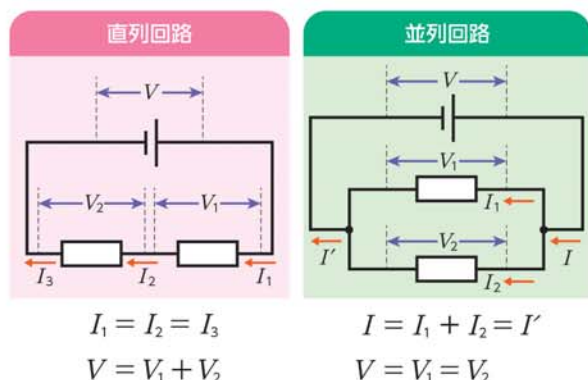 直列回路
V
V₂ V₁
I₃ I₂ I₁
I₁ = I₂ = I₃
V = V₁ + V₂
並列回路
V
V₁
I₁
I′ V₂ I
I₂
I = I₁ + I₂ = I′
V = V₁ = V₂